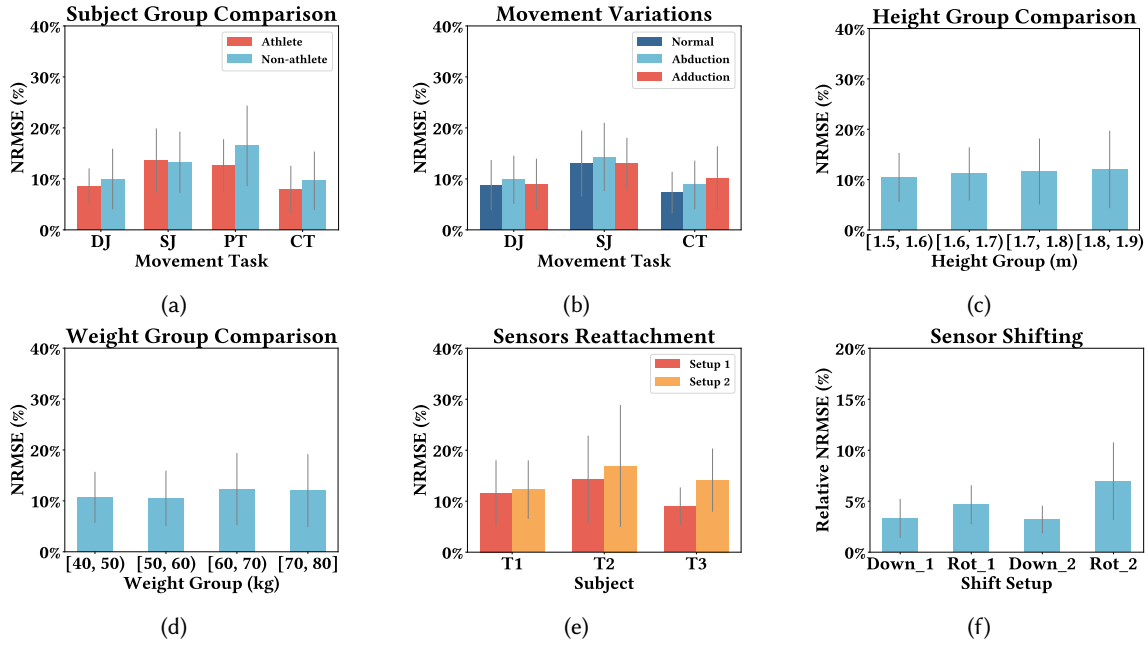 Subject Group Comparison
40%
30%
20%
10%
0%
NRMSE (%)
Athlete
Non-athlete
DJ SJ PT CT
Movement Task
(a)
Movement Variations
40%
30%
20%
10%
0%
NRMSE (%)
Normal
Abduction
Adduction
DJ SJ CT
Movement Task
(b)
Height Group Comparison
40%
30%
20%
10%
0%
NRMSE (%)
[1.5, 1.6) [1.6, 1.7) [1.7, 1.8) [1.8, 1.9)
Height Group (m)
(c)
Weight Group Comparison
40%
30%
20%
10%
0%
NRMSE (%)
[40, 50) [50, 60) [60, 70) [70, 80]
Weight Group (kg)
(d)
Sensors Reattachment
40%
30%
20%
10%
0%
NRMSE (%)
Setup 1
Setup 2
T1 T2 T3
Subject
(e)
Sensor Shifting
20%
15%
10%
5%
0%
Relative NRMSE (%)
Down_1 Rot_1 Down_2 Rot_2
Shift Setup
(f)